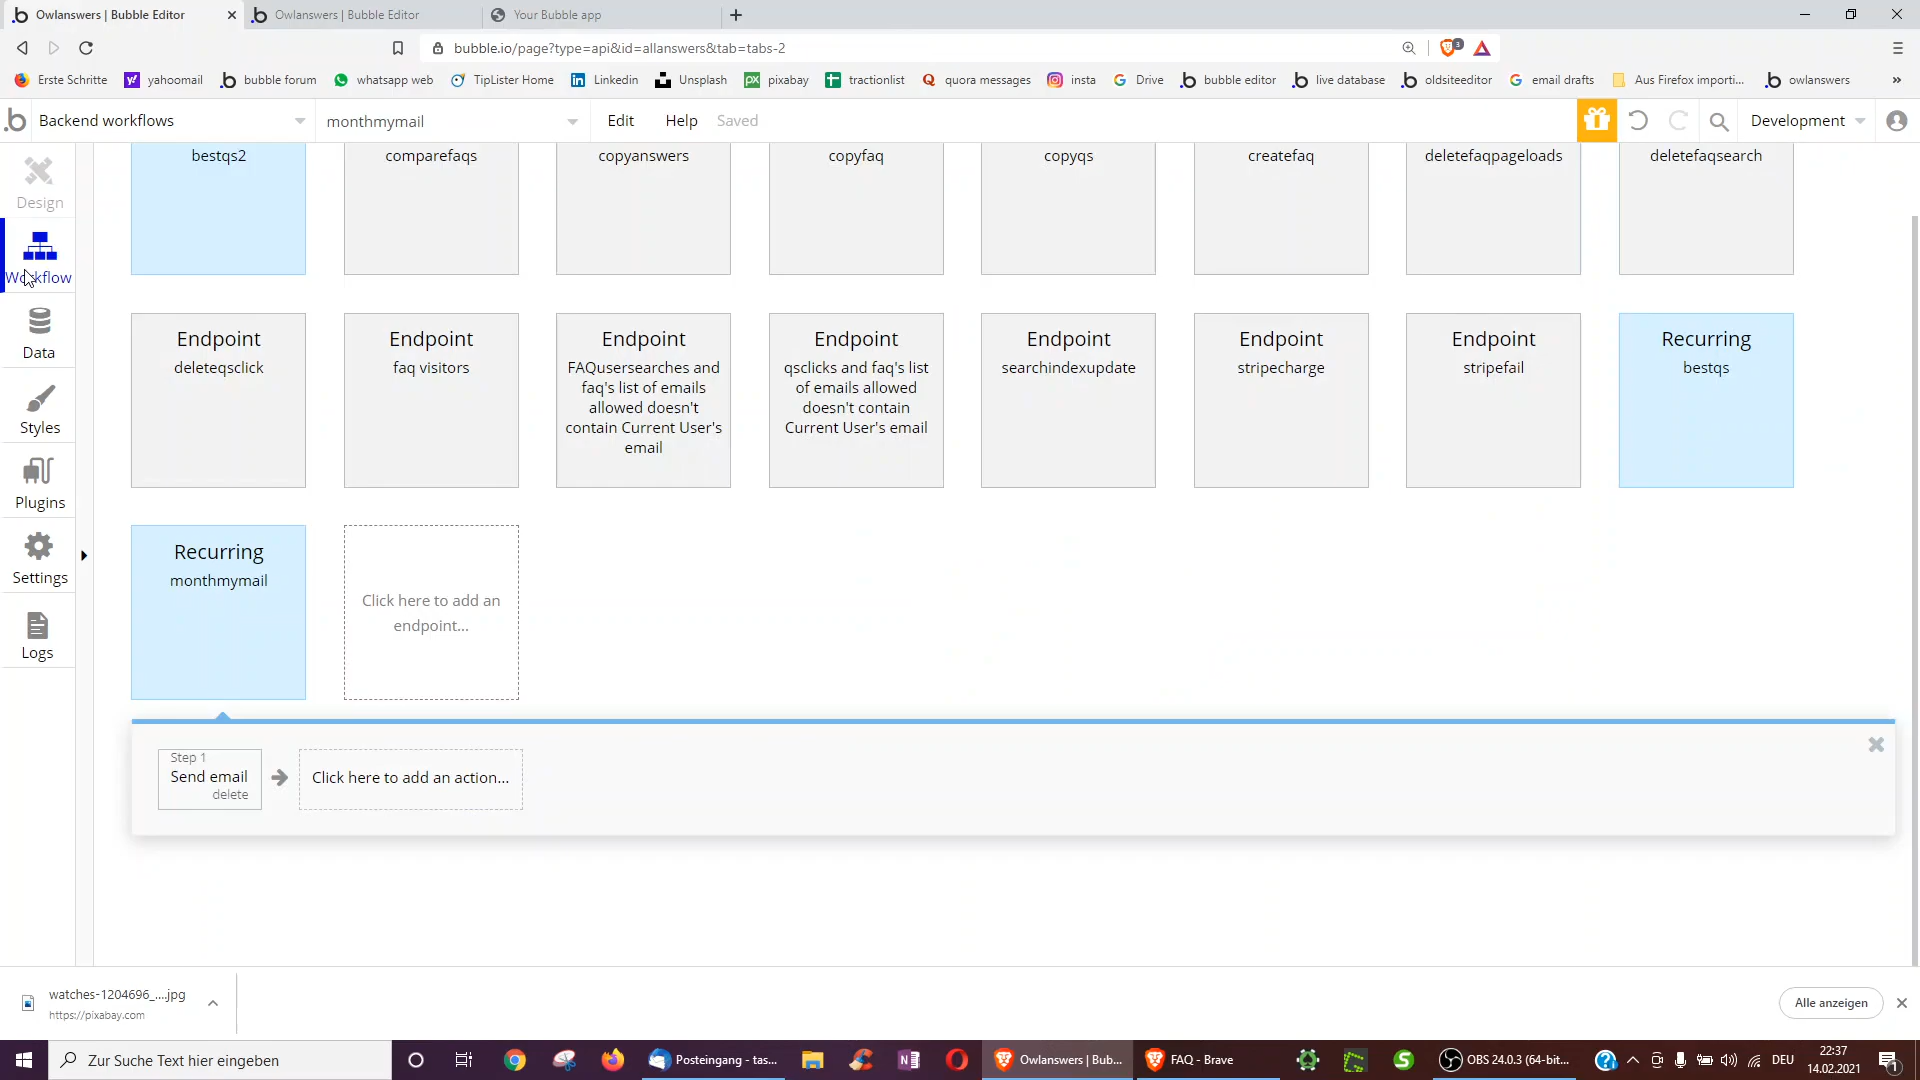 Owlanswers | Bubble Editor
Owlanswers | Bubble Editor
Your Bubble app
bubble.io/page?type=api&id=allanswers&tab=tabs-2
3
Erste Schritte
yahoomail
bubble forum
whatsapp web
TipLister Home
Linkedin
Unsplash
pixabay
tractionlist
quora messages
insta
Drive
bubble editor
live database
oldsiteeditor
email drafts
Aus Firefox importi...
owlanswers
»
Backend workflows
monthmymail
Edit
Help
Saved
Development
Design
Workflow
Data
Styles
Plugins
Settings
Logs
bestqs2
comparefaqs
copyanswers
copyfaq
copyqs
createfaq
deletefaqpageloads
deletefaqsearch
Endpoint
deleteqsclick
Endpoint
faq visitors
Endpoint
FAQusersearches and
faq's list of emails
allowed doesn't
contain Current User's
email
Endpoint
qsclicks and faq's list
of emails allowed
doesn't contain
Current User's email
Endpoint
searchindexupdate
Endpoint
stripecharge
Endpoint
stripefail
Recurring
bestqs
Recurring
monthmymail
Click here to add an
endpoint...
Step 1
Send email
delete
Click here to add an action...
watches-1204696_....jpg
https://pixabay.com
Alle anzeigen
Zur Suche Text hier eingeben
Posteingang - tas...
Owlanswers | Bub...
FAQ - Brave
OBS 24.0.3 (64-bit...
DEU
22:37
14.02.2021
1